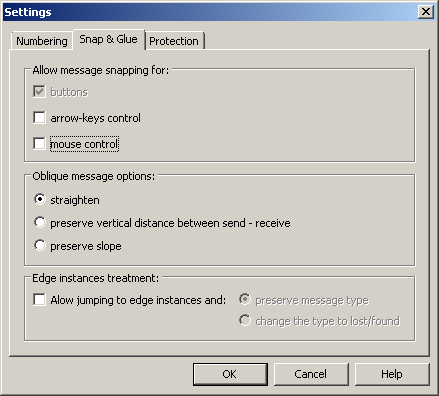 Settings
Numbering Snap & Glue Protection
Allow message snapping for:
buttons
arrow-keys control
mouse control
Oblique message options:
straighten
preserve vertical distance between send - receive
preserve slope
Edge instances treatment:
Allow jumping to edge instances and: preserve message type
change the type to lost/found
OK Cancel Help